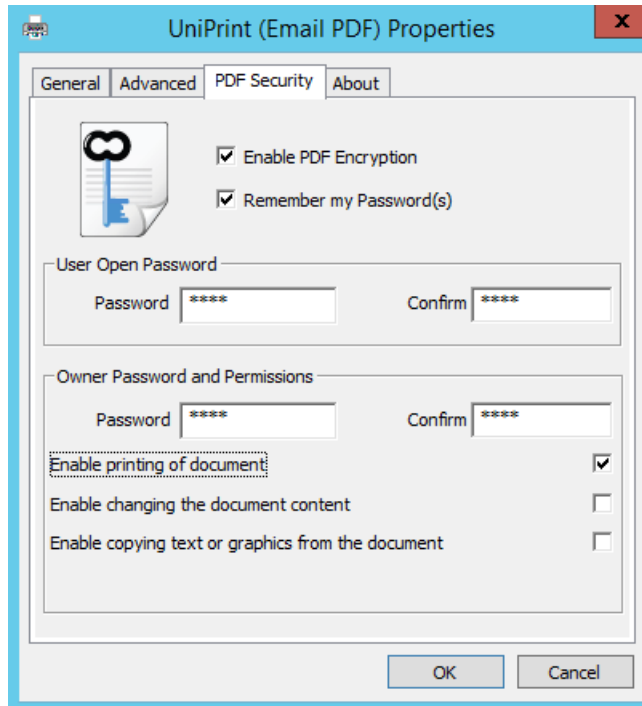 UniPrint (Email PDF) Properties
x
General Advanced PDF Security About
Enable PDF Encryption
Remember my Password(s)
User Open Password
Password **** Confirm ****
Owner Password and Permissions
Password **** Confirm ****
Enable printing of document
Enable changing the document content
Enable copying text or graphics from the document
OK Cancel